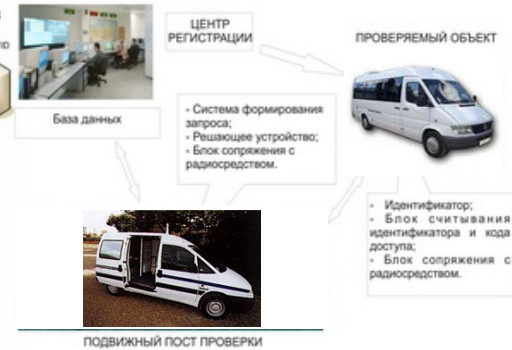 ЦЕНТР
РЕГИСТРАЦИИ
ПРОВЕРЯЕМЫЙ ОБЪЕКТ
База данных
- Система формирования
запроса;
- Решающее устройство;
- Блок сопряжения с
радиосредством.
- Идентификатор;
- Блок считывания
идентификатора и кода
доступа;
- Блок сопряжения с
радиосредством.
ПОДВИЖНЫЙ ПОСТ ПРОВЕРКИ